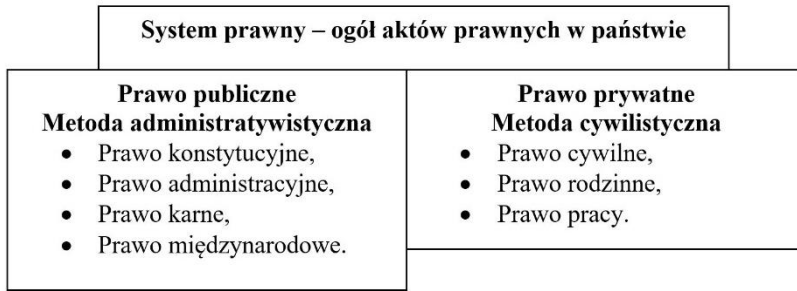 System prawny – ogół aktów prawnych w państwie
Prawo publiczne
Metoda administratywistyczna
• Prawo konstytucyjne,
• Prawo administracyjne,
• Prawo karne,
• Prawo międzynarodowe.
Prawo prywatne
Metoda cywilistyczna
• Prawo cywilne,
• Prawo rodzinne,
• Prawo pracy.